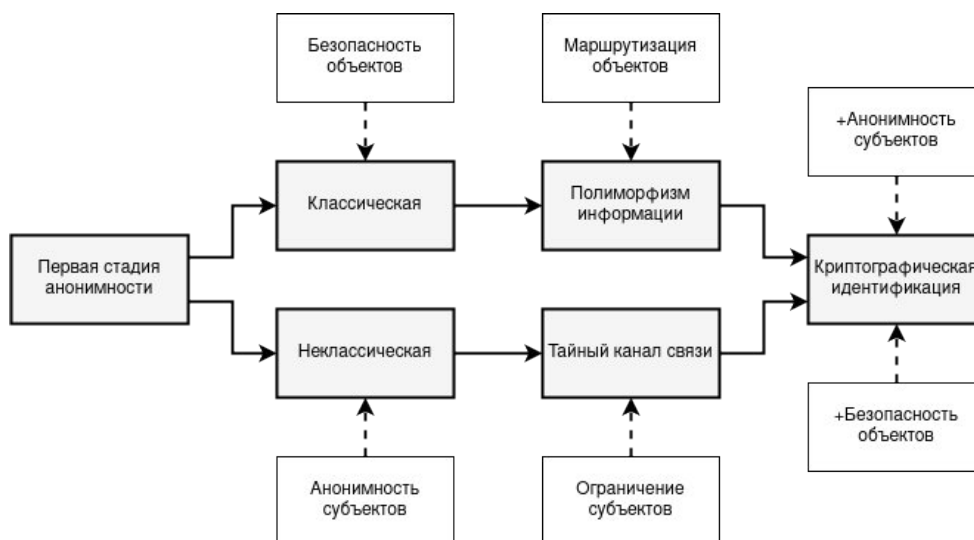 Безопасность
объектов
Маршрутизация
объектов
+Анонимность
субъектов
Классическая
Полиморфизм
информации
Первая стадия
анонимности
Криптографическая
идентификация
Неклассическая
Тайный канал связи
+Безопасность
объектов
Анонимность
субъектов
Ограничение
субъектов